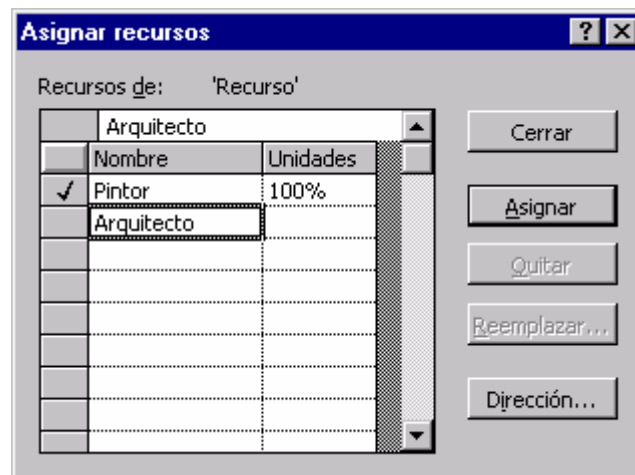 Asignar recursos
Recursos de: 'Recurso'
Arquitecto
Cerrar
Nombre Unidades
Pintor 100%
Asignar
Arquitecto
Quitar
Reemplazar...
Dirección...